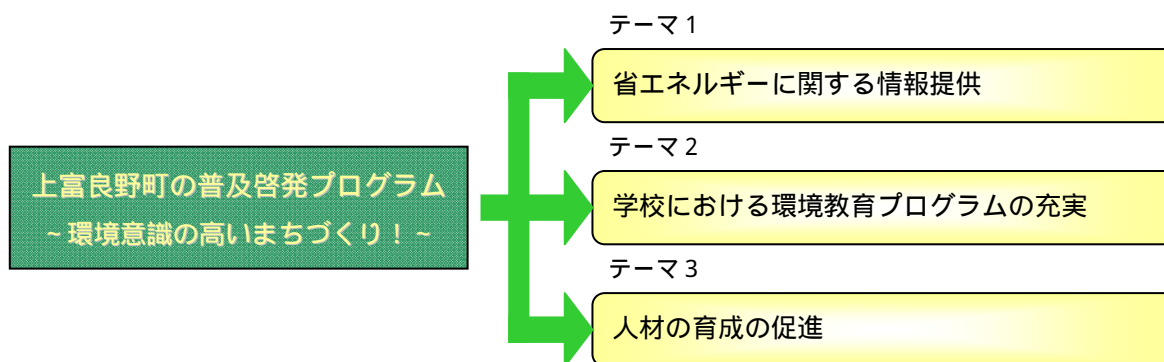 テーマ1
省エネルギーに関する情報提供
上富良野町の普及啓発プログラム
~環境意識の高いまちづくり!~
テーマ2
学校における環境教育プログラムの充実
テーマ3
人材の育成の促進